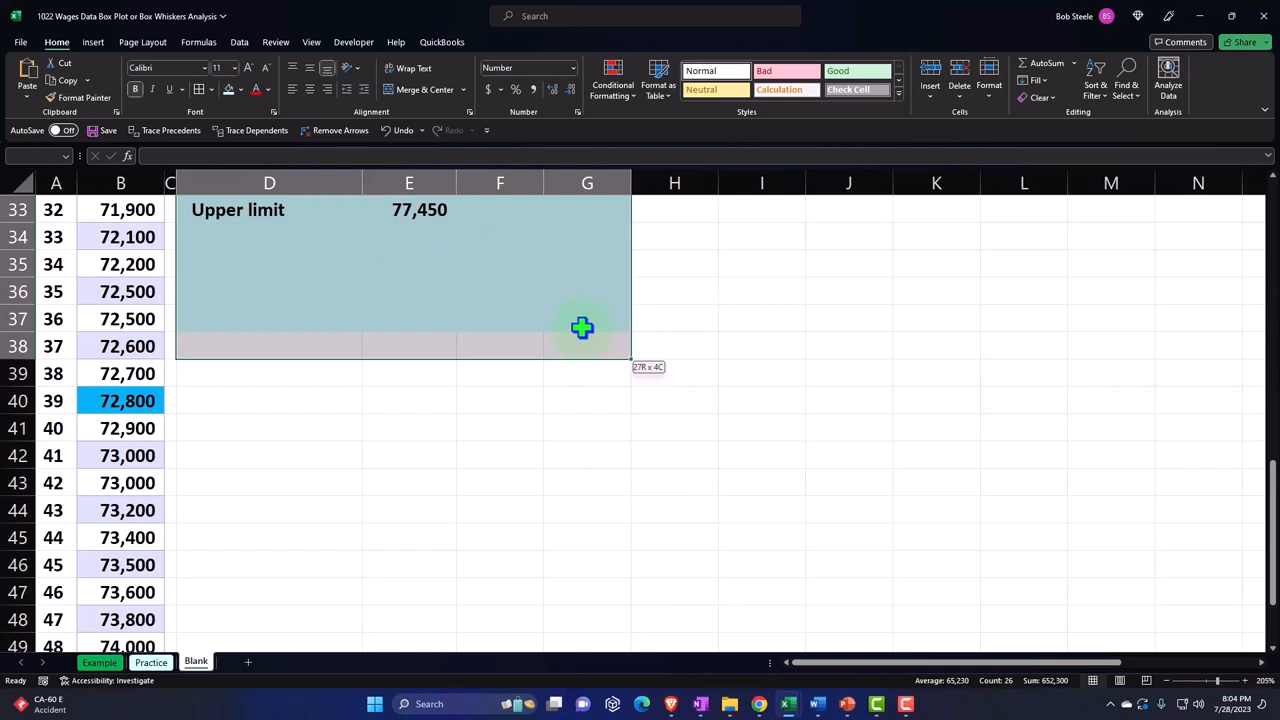 1022 Wages Data Box Plot or Box Whiskers Analysis
Search
Bob Steele BS
File Home Insert Page Layout Formulas Data Review View Developer Help QuickBooks
Comments Share
Cut
Copy
Format Painter
Paste
Calibri 11
Wrap Text
Merge & Center
Number
Conditional Formatting
Format as Table
Normal Bad Good
Neutral Calculation Check Cell
Insert Delete Format
AutoSum
Fill
Clear
Sort & Filter
Find & Select
Analyze Data
Clipboard Font Alignment Number Styles Cells Editing Analysis
AutoSave Off Save Trace Precedents Trace Dependents Remove Arrows Undo Redo
fx
A B C D E F G H I J K L M N
33 32 71,900 Upper limit 77,450
34 33 72,100
35 34 72,200
36 35 72,500
37 36 72,500
38 37 72,600
27R x 4C
39 38 72,700
40 39 72,800
41 40 72,900
42 41 73,000
43 42 73,000
44 43 73,200
45 44 73,400
46 45 73,500
47 46 73,600
48 47 73,800
49 48 74,000
Example Practice Blank
Ready Accessibility: Investigate Average: 65,230 Count: 26 Sum: 652,300 205%
CA-60 E
Accident
Search
8:04 PM
7/28/2023